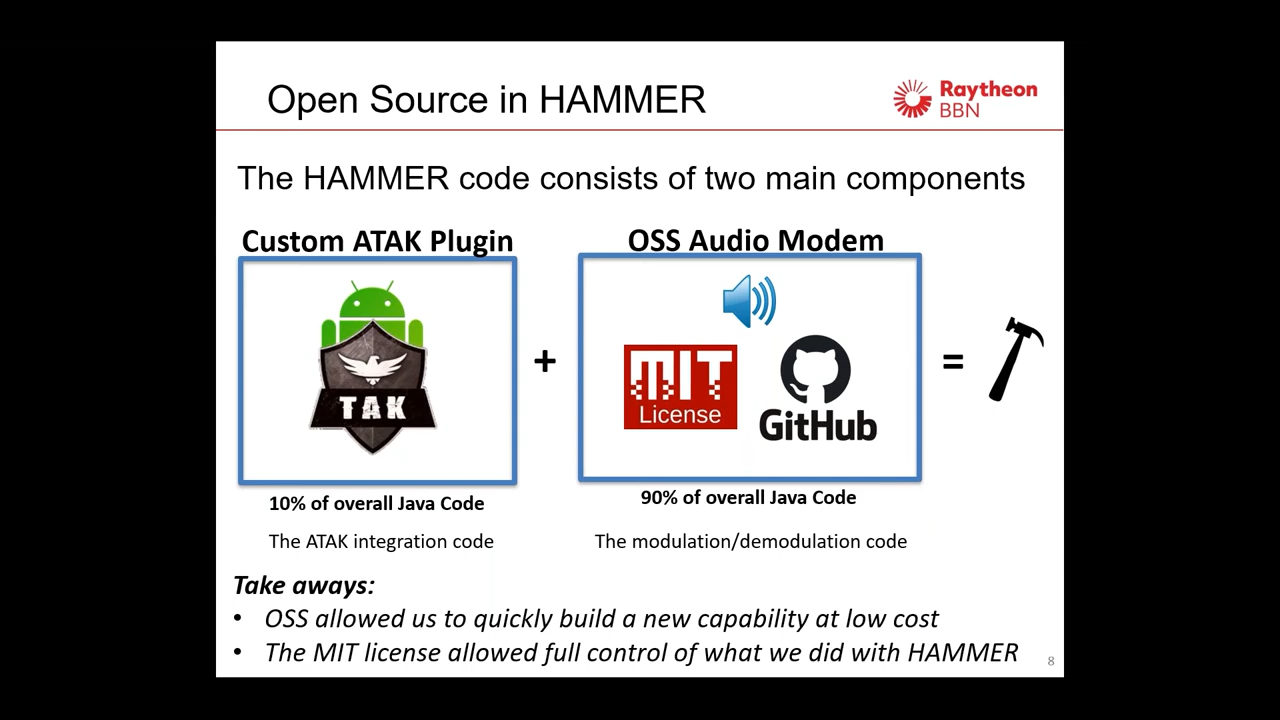 Open Source in HAMMER
Raytheon
BBN
The HAMMER code consists of two main components
Custom ATAK Plugin
OSS Audio Modem
TAK
MIT
License
GitHub
+
=
10% of overall Java Code
90% of overall Java Code
The ATAK integration code
The modulation/demodulation code
Take aways:
• OSS allowed us to quickly build a new capability at low cost
• The MIT license allowed full control of what we did with HAMMER
8